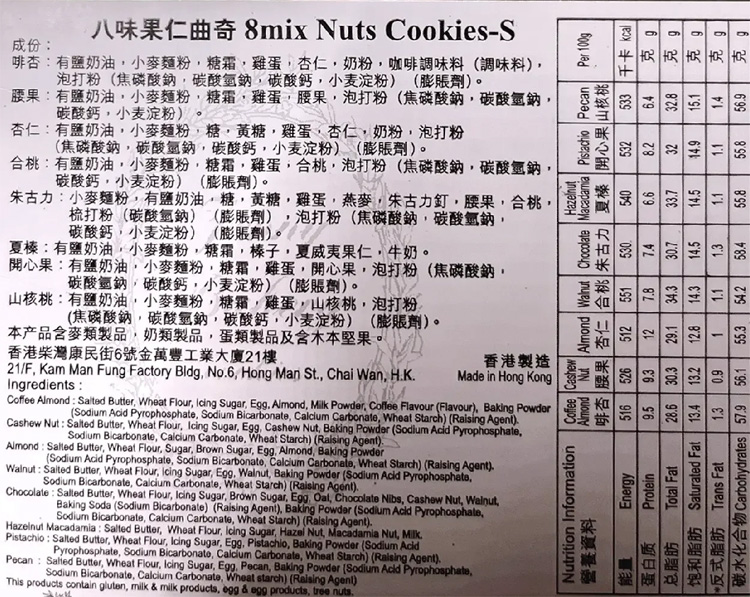 八味果仁曲奇 8mix Nuts Cookies-S
成份：
啡杏：有鹽奶油，小麥麵粉，糖霜，雞蛋，杏仁，奶粉，咖啡調味料（調味料），
泡打粉（焦磷酸鈉，碳酸氫鈉，碳酸鈣，小麦淀粉）（膨脹劑）。
腰果：有鹽奶油，小麥麵粉，糖霜，雞蛋，腰果，泡打粉（焦磷酸鈉，碳酸氫鈉，
碳酸鈣，小麦淀粉）。
杏仁：有鹽奶油，小麥麵粉，糖，黃糖，雞蛋，杏仁，奶粉，泡打粉
（焦磷酸鈉，碳酸氫鈉，碳酸鈣，小麦淀粉）（膨脹劑）。
合桃：有鹽奶油，小麥麵粉，糖霜，雞蛋，合桃，泡打粉（焦磷酸鈉，碳酸氫鈉，
碳酸鈣，小麦淀粉）（膨脹劑）。
朱古力：小麥麵粉，有鹽奶油，糖，黃糖，雞蛋，燕麥，朱古力釘，腰果，合桃，
梳打粉（碳酸氫鈉）（膨脹劑），泡打粉（焦磷酸鈉，碳酸氫鈉，
碳酸鈣，小麦淀粉）（膨脹劑）。
夏榛：有鹽奶油，小麥麵粉，糖霜，榛子，夏威夷果仁，牛奶。
開心果：有鹽奶油，小麥麵粉，糖霜，雞蛋，開心果，泡打粉（焦磷酸鈉，
碳酸氫鈉，碳酸鈣，小麦淀粉）（膨脹劑）。
山核桃：有鹽奶油，小麥麵粉，糖霜，雞蛋，山核桃，泡打粉
（焦磷酸鈉，碳酸氫鈉，碳酸鈣，小麦淀粉）（膨脹劑）。
本产品含麥類製品，奶類製品，蛋類製品及含木本堅果。
香港柴灣康民街6號金萬豐工業大廈21樓 香港製造
21/F, Kam Man Fung Factory Bldg, No.6, Hong Man St., Chai Wan, H.K. Made in Hong Kong
Ingredients :
Coffee Almond : Salted Butter, Wheat Flour, Icing Sugar, Egg, Almond, Milk Powder, Coffee Flavour (Flavour), Baking Powder
(Sodium Acid Pyrophosphate, Sodium Bicarbonate, Calcium Carbonate, Wheat Starch) (Raising Agent).
Cashew Nut : Salted Butter, Wheat Flour, Icing Sugar, Egg, Cashew Nut, Baking Powder (Sodium Acid Pyrophosphate,
Sodium Bicarbonate, Calcium Carbonate, Wheat Starch) (Raising Agent).
Almond : Salted Butter, Wheat Flour, Sugar, Brown Sugar, Egg, Almond, Baking Powder
(Sodium Acid Pyrophosphate, Sodium Bicarbonate, Calcium Carbonate, Wheat Starch) (Raising Agent).
Walnut : Salted Butter, Wheat Flour, Icing Sugar, Egg, Walnut, Baking Powder (Sodium Acid Pyrophosphate,
Sodium Bicarbonate, Calcium Carbonate, Wheat Starch) (Raising Agent).
Chocolate : Salted Butter, Wheat Flour, Icing Sugar, Brown Sugar, Egg, Oat, Chocolate Nibs, Cashew Nut, Walnut,
Baking Soda (Sodium Bicarbonate) (Raising Agent), Baking Powder (Sodium Acid Pyrophosphate,
Sodium Bicarbonate, Calcium Carbonate, Wheat Starch) (Raising Agent).
Hazelnut Macadamia : Salted Butter, Wheat Flour, Icing Sugar, Hazel Nut, Macadamia Nut, Milk.
Pistachio : Salted Butter, Wheat Flour, Icing Sugar, Egg, Pistachio, Baking Powder (Sodium Acid
Pyrophosphate, Sodium Bicarbonate, Calcium Carbonate, Wheat Starch) (Raising Agent).
Pecan : Salted Butter, Wheat Flour, Icing Sugar, Egg, Pecan, Baking Powder (Sodium Acid Pyrophosphate,
Sodium Bicarbonate, Calcium Carbonate, Wheat starch) (Raising Agent)
This products contain gluten, milk & milk products, egg & egg products, tree nuts.
Nutrition Information Coffee Almond Cashew Nut Almond Walnut Chocolate Hazelnut Macadamia Pistachio Pecan Per 100g
營養資料 啡杏 腰果 杏仁 合桃 朱古力 夏榛 開心果 山核桃
能量 Energy 516 526 512 551 530 540 532 533 千卡 kcal
蛋白质 Protein 9.5 9.3 12 7.8 7.4 6.6 8.2 6.4 克 g
总脂肪 Total Fat 28.6 30.3 29.1 34.3 30.7 33.7 32 32.8 克 g
饱和脂肪 Saturated Fat 13.4 13.2 12.8 14.3 14.5 14.5 14.9 15.1 克 g
*反式脂肪 Trans Fat 1.3 0.9 1 1.1 1.3 1.1 1.1 1.4 克 g
碳水化合物 Carbohydrates 57.9 56.1 55.3 54.2 58.4 55.8 55.8 56.9 克 g